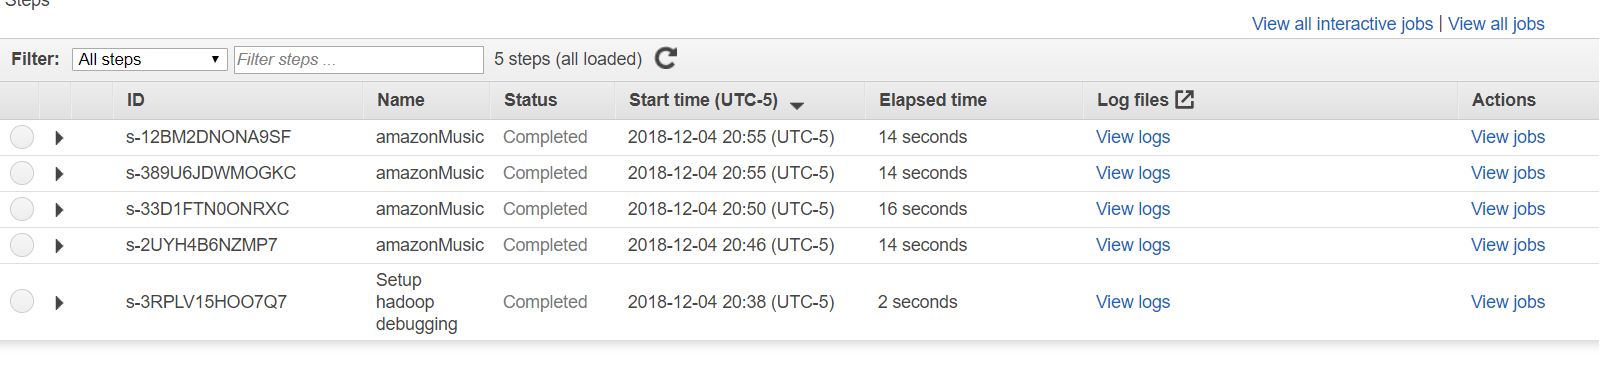 Steps
View all interactive jobs | View all jobs
Filter: All steps Filter steps ... 5 steps (all loaded)
ID Name Status Start time (UTC-5) Elapsed time Log files Actions
s-12BM2DNONA9SF amazonMusic Completed 2018-12-04 20:55 (UTC-5) 14 seconds View logs View jobs
s-389U6JDWMOGKC amazonMusic Completed 2018-12-04 20:55 (UTC-5) 14 seconds View logs View jobs
s-33D1FTN0ONRXC amazonMusic Completed 2018-12-04 20:50 (UTC-5) 16 seconds View logs View jobs
s-2UYH4B6NZMP7 amazonMusic Completed 2018-12-04 20:46 (UTC-5) 14 seconds View logs View jobs
s-3RPLV15HOO7Q7 Setup hadoop debugging Completed 2018-12-04 20:38 (UTC-5) 2 seconds View logs View jobs